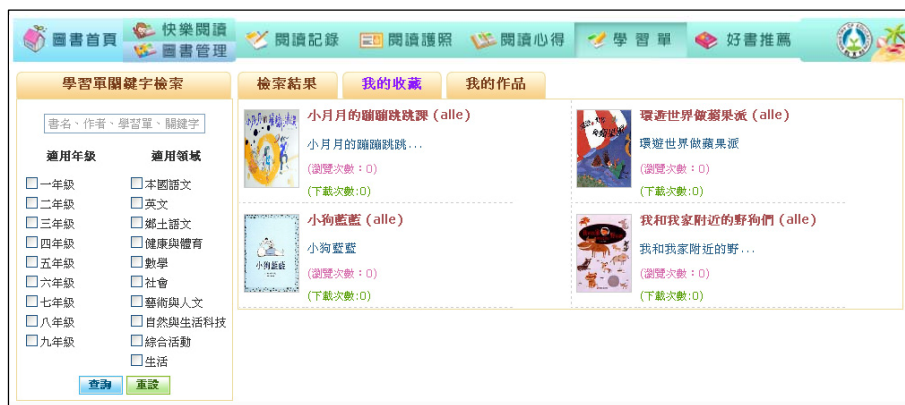 圖書首頁
快樂閱讀
圖書管理
閱讀記錄
閱讀護照
閱讀心得
學習單
好書推薦
學習單關鍵字檢索
書名、作者、學習單、關鍵字
適用年級 適用領域
一年級 本國語文
二年級 英文
三年級 鄉土語文
四年級 健康與體育
五年級 數學
六年級 社會
七年級 藝術與人文
八年級 自然與生活科技
九年級 綜合活動
生活
查詢 重設
檢索結果 我的收藏 我的作品
小月月的蹦蹦跳跳課 (alle)
小月月的蹦蹦跳跳...
(瀏覽次數：0)
(下載次數:0)
環遊世界做蘋果派 (alle)
環遊世界做蘋果派
(瀏覽次數：0)
(下載次數:0)
小狗藍藍
小狗藍藍 (alle)
小狗藍藍
(瀏覽次數：0)
(下載次數:0)
我和我家附近的野狗們 (alle)
我和我家附近的野...
(瀏覽次數：0)
(下載次數:0)